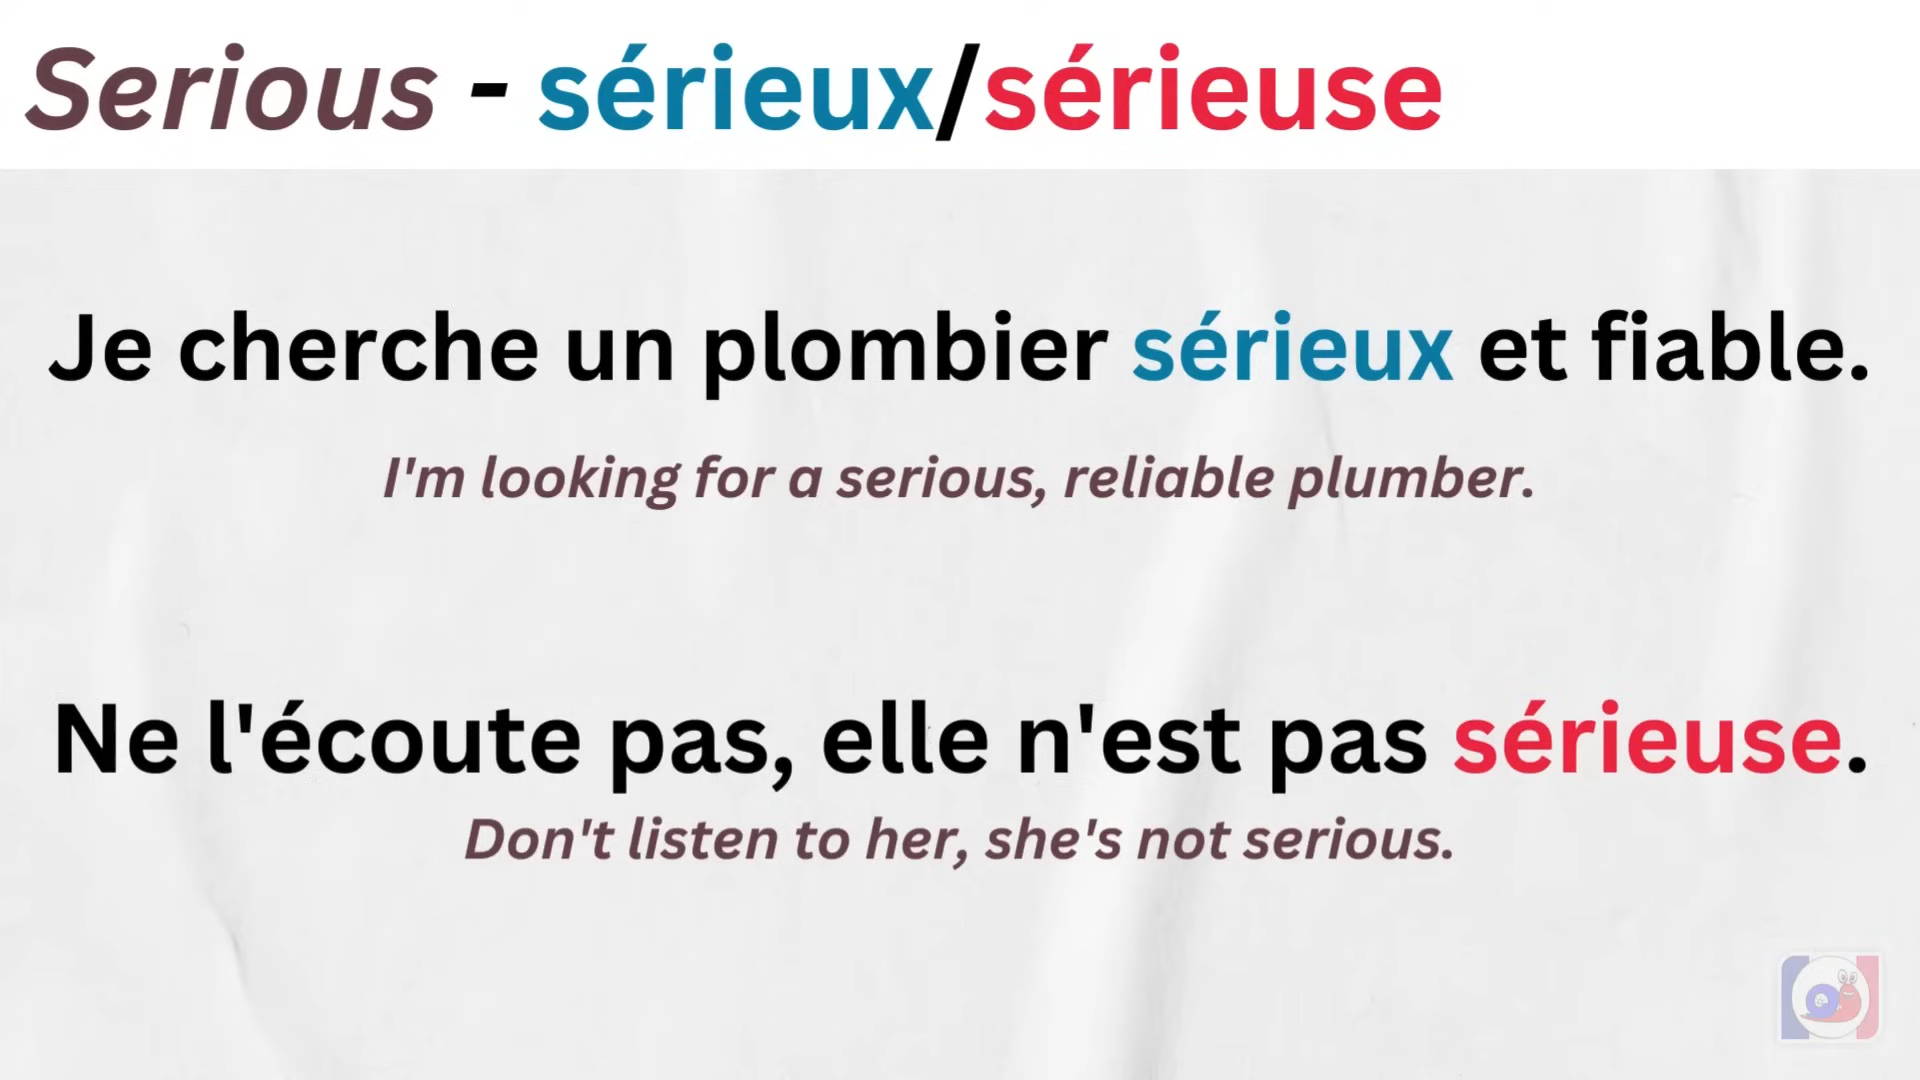 Serious - sérieux/sérieuse
Je cherche un plombier sérieux et fiable.
I'm looking for a serious, reliable plumber.
Ne l'écoute pas, elle n'est pas sérieuse.
Don't listen to her, she's not serious.